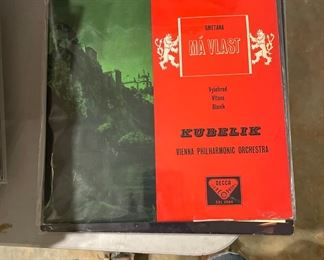 SMETANA
MÁ VLAST
Vyšehrad
Vltava
Blaník
KUBELIK
VIENNA PHILHARMONIC ORCHESTRA
DECCA